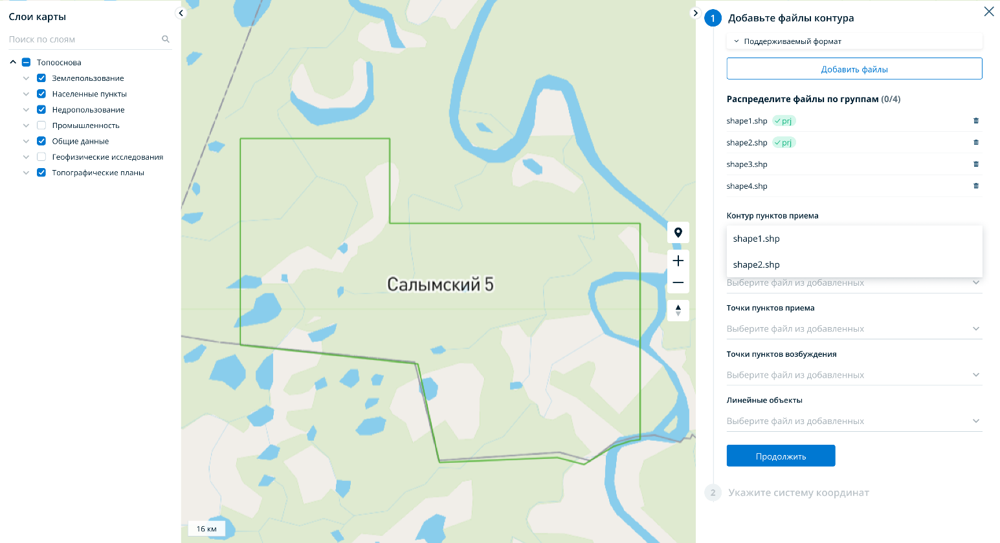 Слои карты
Поиск по слоям
Топооснова
Землепользование
Населенные пункты
Недропользование
Промышленность
Общие данные
Геофизические исследования
Топографические планы
Салымский 5
16 км
1 Добавьте файлы контура
Поддерживаемый формат
Добавить файлы
Распределите файлы по группам (0/4)
shape1.shp prj
shape2.shp prj
shape3.shp
shape4.shp
Контур пунктов приема
shape1.shp
shape2.shp
Выберите файл из добавленных
Точки пунктов приема
Выберите файл из добавленных
Точки пунктов возбуждения
Выберите файл из добавленных
Линейные объекты
Выберите файл из добавленных
Продолжить
2 Укажите систему координат